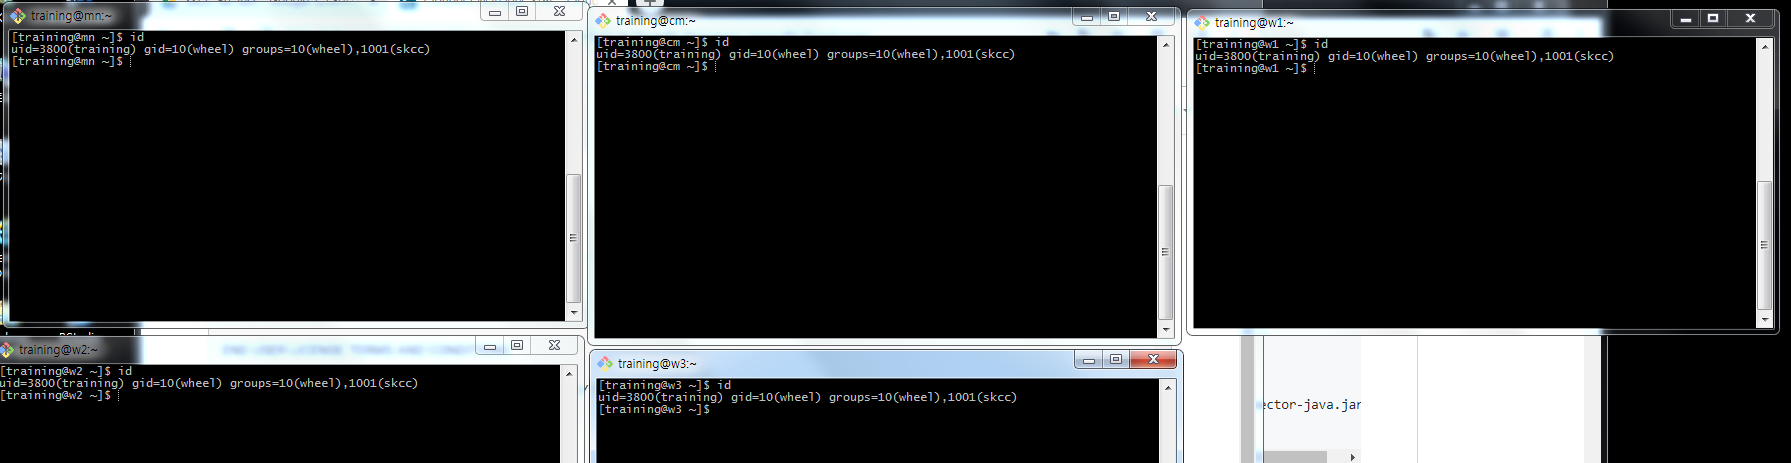 training@mn:~
[training@mn ~]$ id
uid=3800(training) gid=10(wheel) groups=10(wheel),1001(skcc)
[training@mn ~]$
training@cm:~
[training@cm ~]$ id
uid=3800(training) gid=10(wheel) groups=10(wheel),1001(skcc)
[training@cm ~]$
training@w1:~
[training@w1 ~]$ id
uid=3800(training) gid=10(wheel) groups=10(wheel),1001(skcc)
[training@w1 ~]$
training@w2:~
[training@w2 ~]$ id
uid=3800(training) gid=10(wheel) groups=10(wheel),1001(skcc)
[training@w2 ~]$
training@w3:~
[training@w3 ~]$ id
uid=3800(training) gid=10(wheel) groups=10(wheel),1001(skcc)
[training@w3 ~]$
ector-java.jar